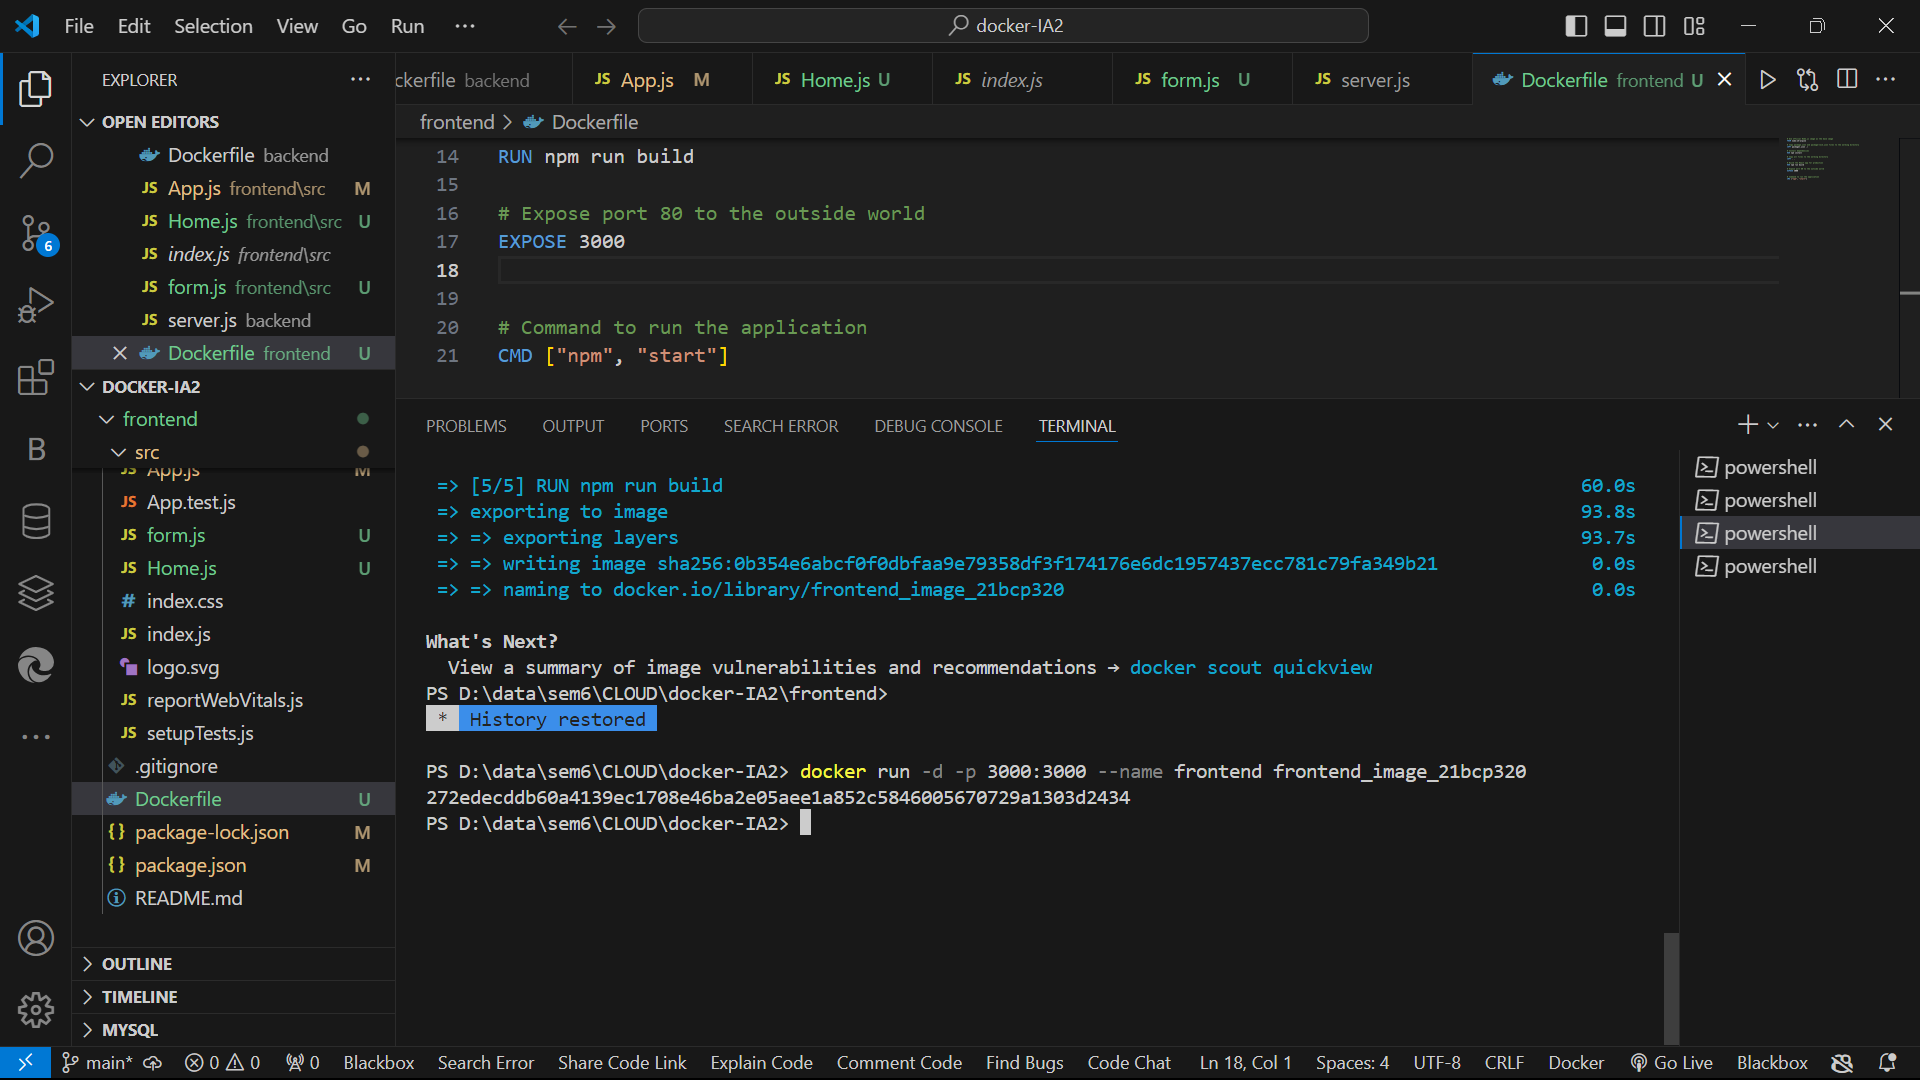 File Edit Selection View Go Run ··· docker-IA2
EXPLORER ···
OPEN EDITORS
Dockerfile backend
JS App.js frontend\src M
JS Home.js frontend\src U
JS index.js frontend\src
JS form.js frontend\src U
JS server.js backend
Dockerfile frontend U
DOCKER-IA2
frontend
src
JS App.js M
JS App.test.js
JS form.js U
JS Home.js U
# index.css
JS index.js
logo.svg
JS reportWebVitals.js
JS setupTests.js
.gitignore
Dockerfile U
{} package-lock.json M
{} package.json M
README.md
OUTLINE
TIMELINE
MYSQL
6
B
ckerfile backend JS App.js M JS Home.js U JS index.js JS form.js U JS server.js Dockerfile frontend U
frontend > Dockerfile
14 RUN npm run build
15
16 # Expose port 80 to the outside world
17 EXPOSE 3000
18
19
20 # Command to run the application
21 CMD ["npm", "start"]
PROBLEMS OUTPUT PORTS SEARCH ERROR DEBUG CONSOLE TERMINAL
=> [5/5] RUN npm run build 60.0s
=> exporting to image 93.8s
=> => exporting layers 93.7s
=> => writing image sha256:0b354e6abcf0f0dbfaa9e79358df3f174176e6dc1957437ecc781c79fa349b21 0.0s
=> => naming to docker.io/library/frontend_image_21bcp320 0.0s
What's Next?
View a summary of image vulnerabilities and recommendations → docker scout quickview
PS D:\data\sem6\CLOUD\docker-IA2\frontend>
* History restored
PS D:\data\sem6\CLOUD\docker-IA2> docker run -d -p 3000:3000 --name frontend frontend_image_21bcp320
272edecddb60a4139ec1708e46ba2e05aee1a852c5846005670729a1303d2434
PS D:\data\sem6\CLOUD\docker-IA2>
powershell
powershell
powershell
powershell
main* 0 0 0 Blackbox Search Error Share Code Link Explain Code Comment Code Find Bugs Code Chat Ln 18, Col 1 Spaces: 4 UTF-8 CRLF Docker Go Live Blackbox